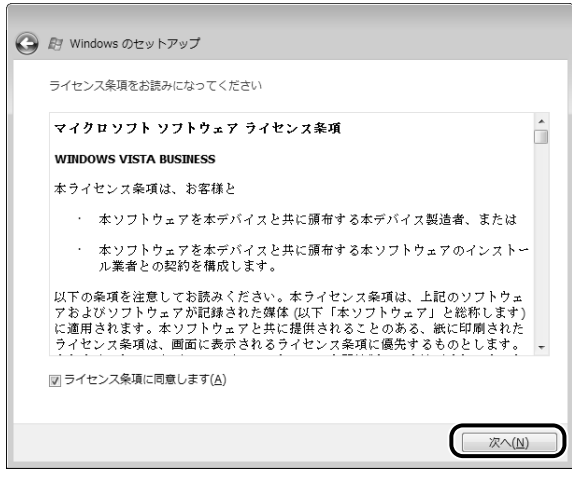 Windows のセットアップ
ライセンス条項をお読みになってください
マイクロソフト ソフトウェア ライセンス条項
WINDOWS VISTA BUSINESS
本ライセンス条項は、お客様と
· 本ソフトウェアを本デバイスと共に頒布する本デバイス製造者、または
· 本ソフトウェアを本デバイスと共に頒布する本ソフトウェアのインストー
ル業者との契約を構成します。
以下の条項を注意してお読みください。本ライセンス条項は、上記のソフトウェ
アおよびソフトウェアが記録された媒体 (以下「本ソフトウェア」と総称します)
に適用されます。本ソフトウェアと共に提供されることのある、紙に印刷された
ライセンス条項は、画面に表示されるライセンス条項に優先するものとします。
ライセンス条項に同意します(A)
次へ(N)